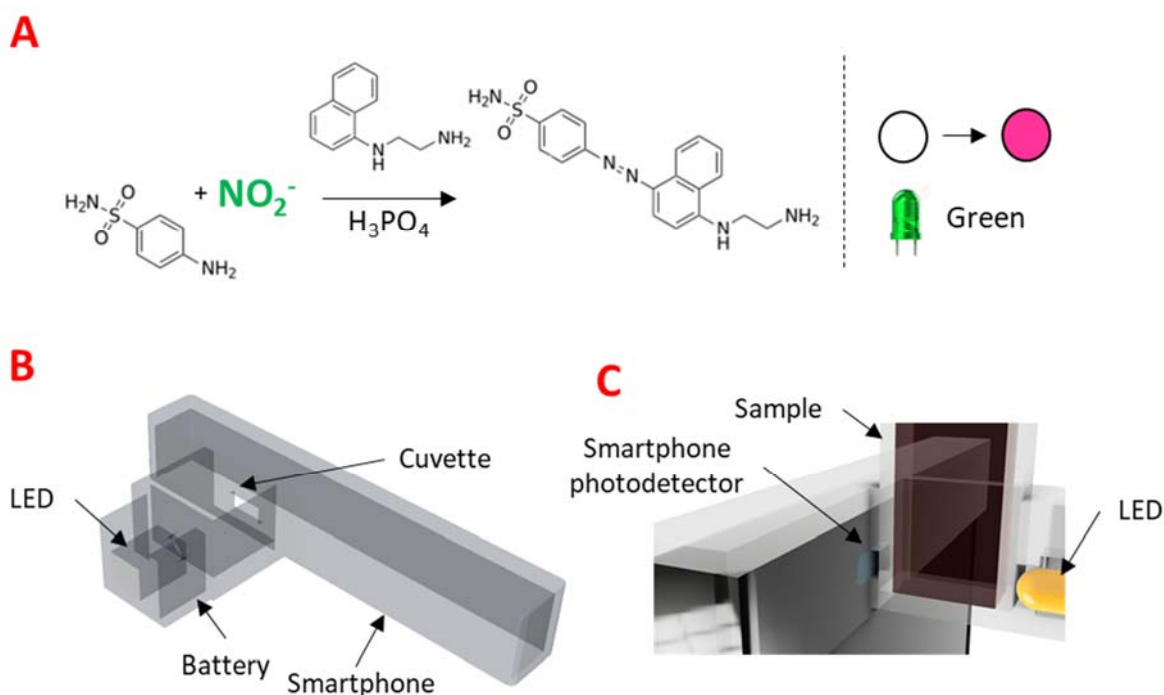 A
H₂N
S
O
O
NH₂
+ NO₂⁻
N
H
NH₂
H₃PO₄
H₂N
S
O
O
N
N
N
H
NH₂
Green
B
LED
Cuvette
Battery
Smartphone
C
Sample
Smartphone
photodetector
LED